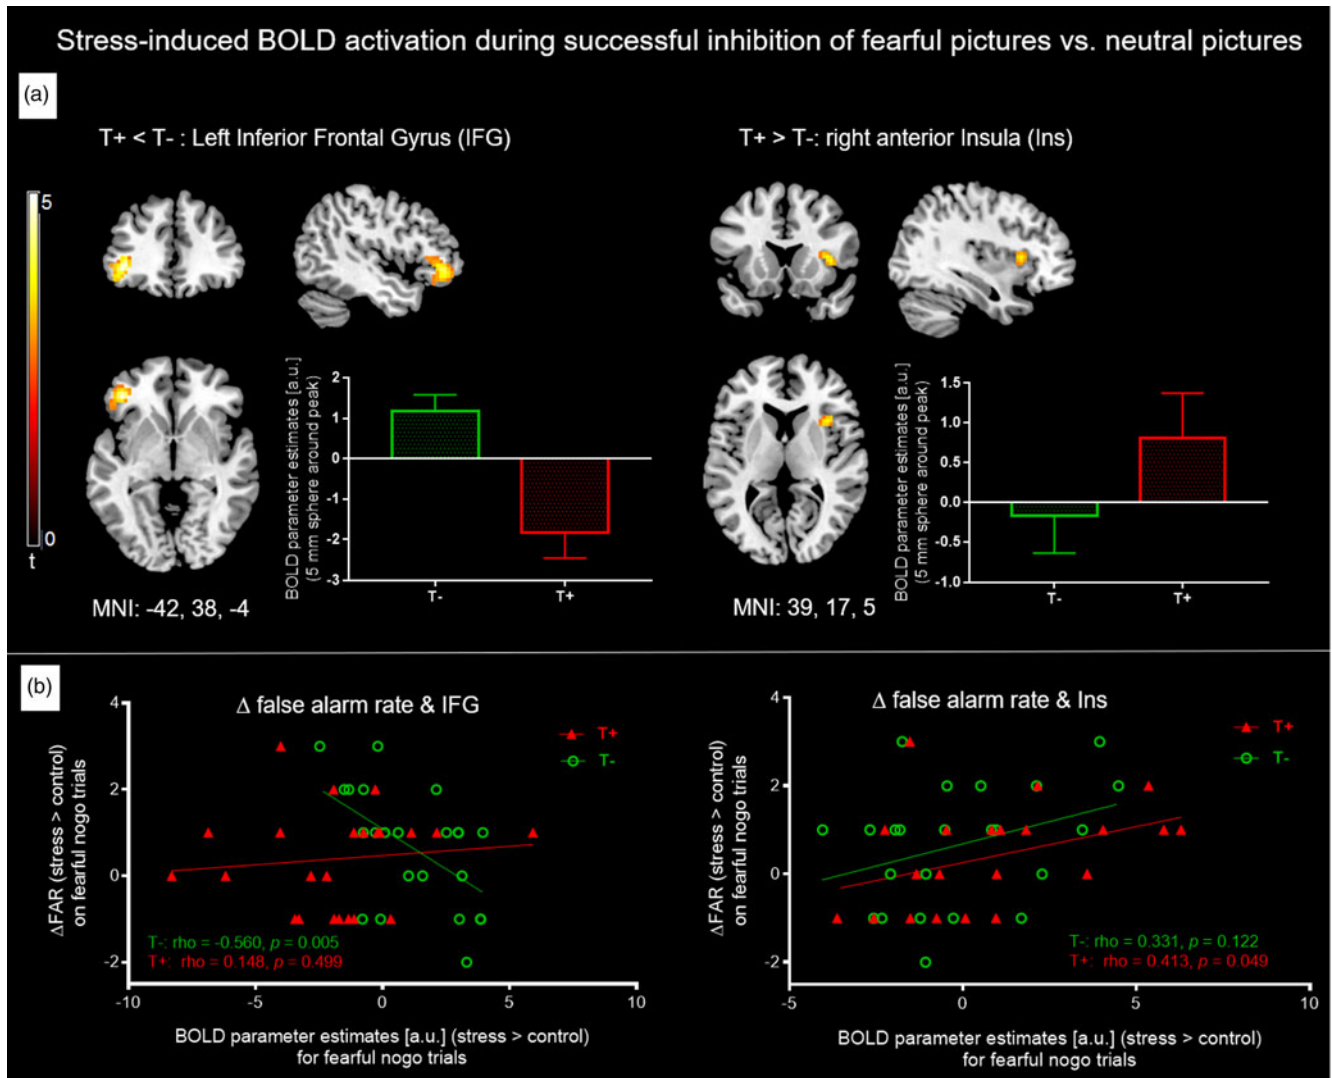 Stress-induced BOLD activation during successful inhibition of fearful pictures vs. neutral pictures
(a)
T+ < T- : Left Inferior Frontal Gyrus (IFG)
T+ > T-: right anterior Insula (Ins)
5
0
t
BOLD parameter estimates [a.u.]
(5 mm sphere around peak)
2
1
0
-1
-2
-3
T-
T+
MNI: -42, 38, -4
BOLD parameter estimates [a.u.]
(5 mm sphere around peak)
1.5
1.0
0.5
0.0
-0.5
-1.0
T-
T+
MNI: 39, 17, 5
(b)
Δ false alarm rate & IFG
ΔFAR (stress > control)
on fearful nogo trials
4
2
0
-2
T+
T-
T-: rho = -0.560, p = 0.005
T+: rho = 0.148, p = 0.499
-10
-5
0
5
10
BOLD parameter estimates [a.u.] (stress > control)
for fearful nogo trials
Δ false alarm rate & Ins
ΔFAR (stress > control)
on fearful nogo trials
4
2
0
-2
T+
T-
T-: rho = 0.331, p = 0.122
T+: rho = 0.413, p = 0.049
-5
0
5
10
BOLD parameter estimates [a.u.] (stress > control)
for fearful nogo trials